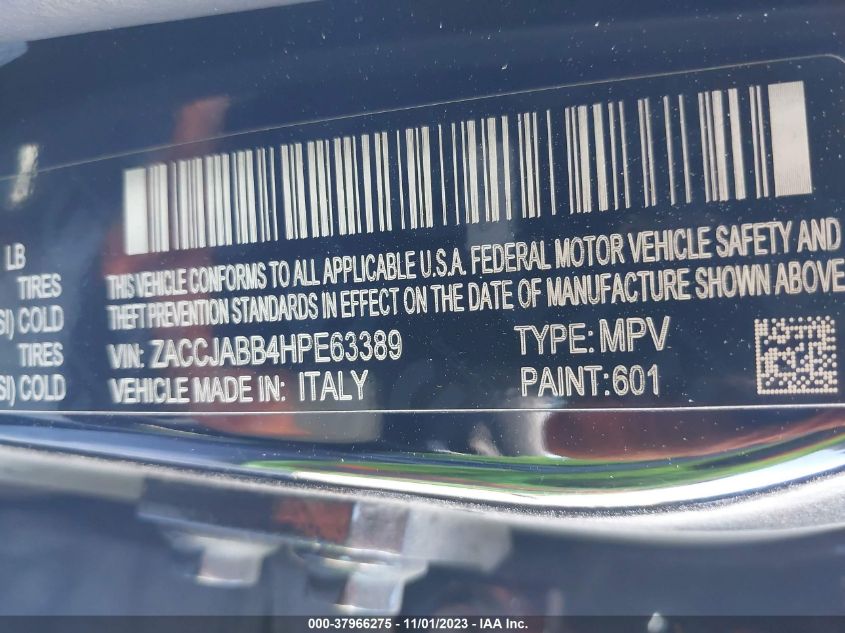 LB
TIRES
SI) COLD
TIRES
SI) COLD
THIS VEHICLE CONFORMS TO ALL APPLICABLE U.S.A. FEDERAL MOTOR VEHICLE SAFETY AND
THEFT PREVENTION STANDARDS IN EFFECT ON THE DATE OF MANUFACTURE SHOWN ABOVE
VIN: ZACCJABB4HPE63389 TYPE: MPV
VEHICLE MADE IN: ITALY PAINT:601
000-37966275 - 11/01/2023 - IAA Inc.